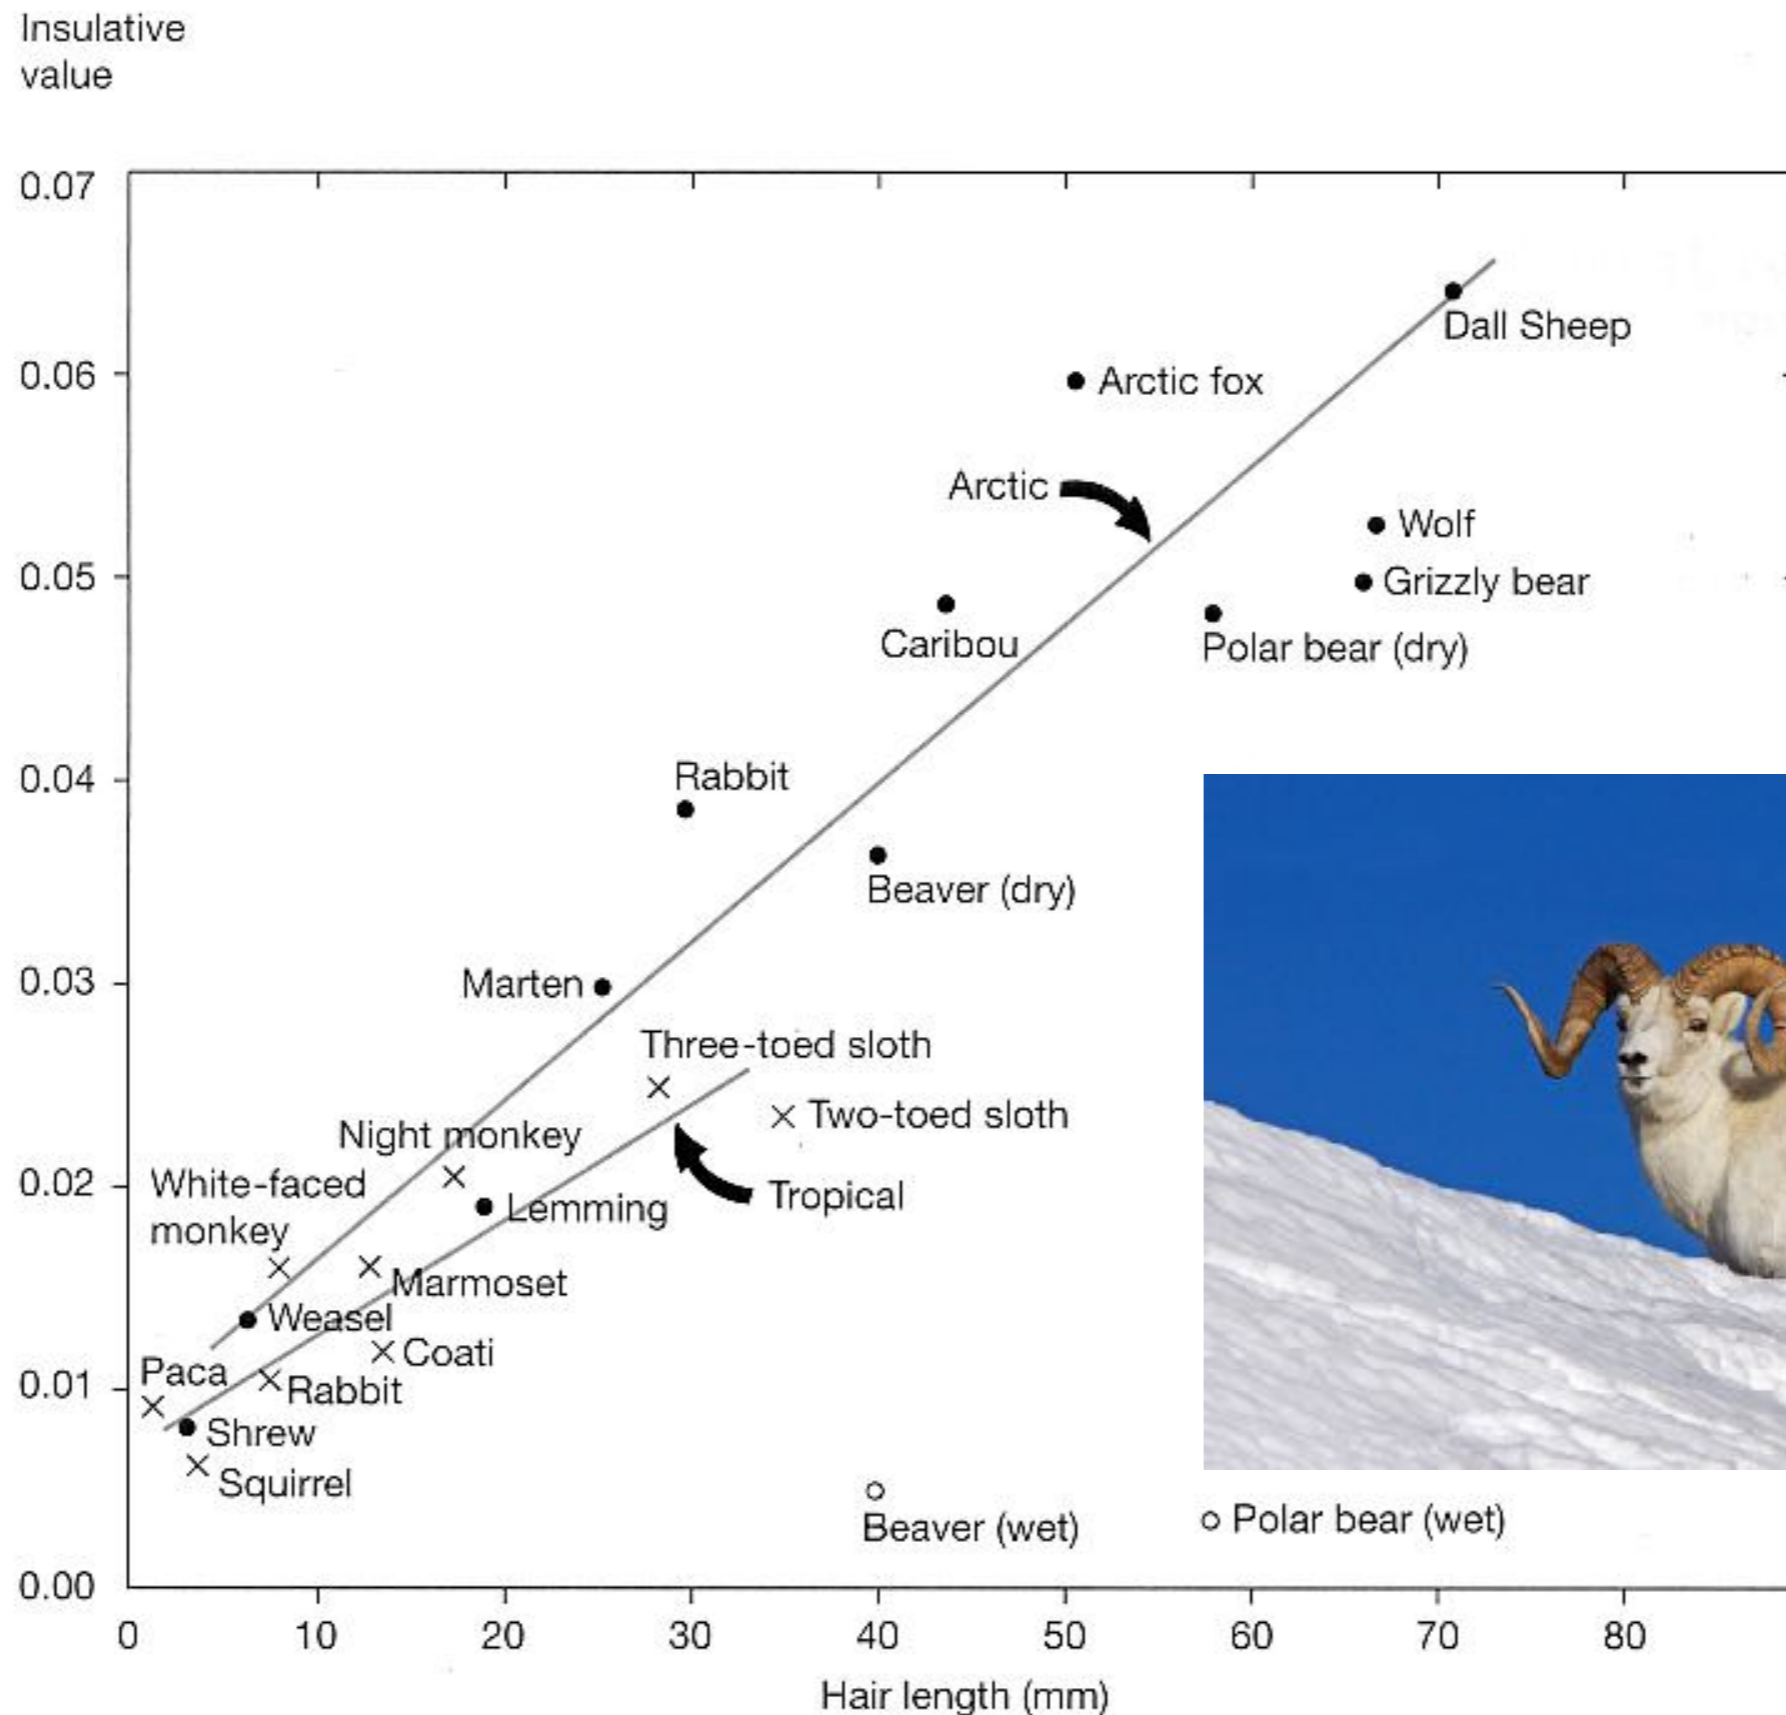 Insulative
value
0.07
Dall Sheep
0.06
Arctic fox
Arctic
Wolf
0.05
Grizzly bear
Caribou
Polar bear (dry)
Rabbit
0.04
Beaver (dry)
Marten
0.03
Three-toed sloth
Two-toed sloth
Night monkey
White-faced
monkey
0.02
Lemming
Tropical
Marmoset
Weasel
Coati
Paca
Rabbit
0.01
Shrew
Squirrel
Beaver (wet)
Polar bear (wet)
0.00
0 10 20 30 40 50 60 70 80
Hair length (mm)